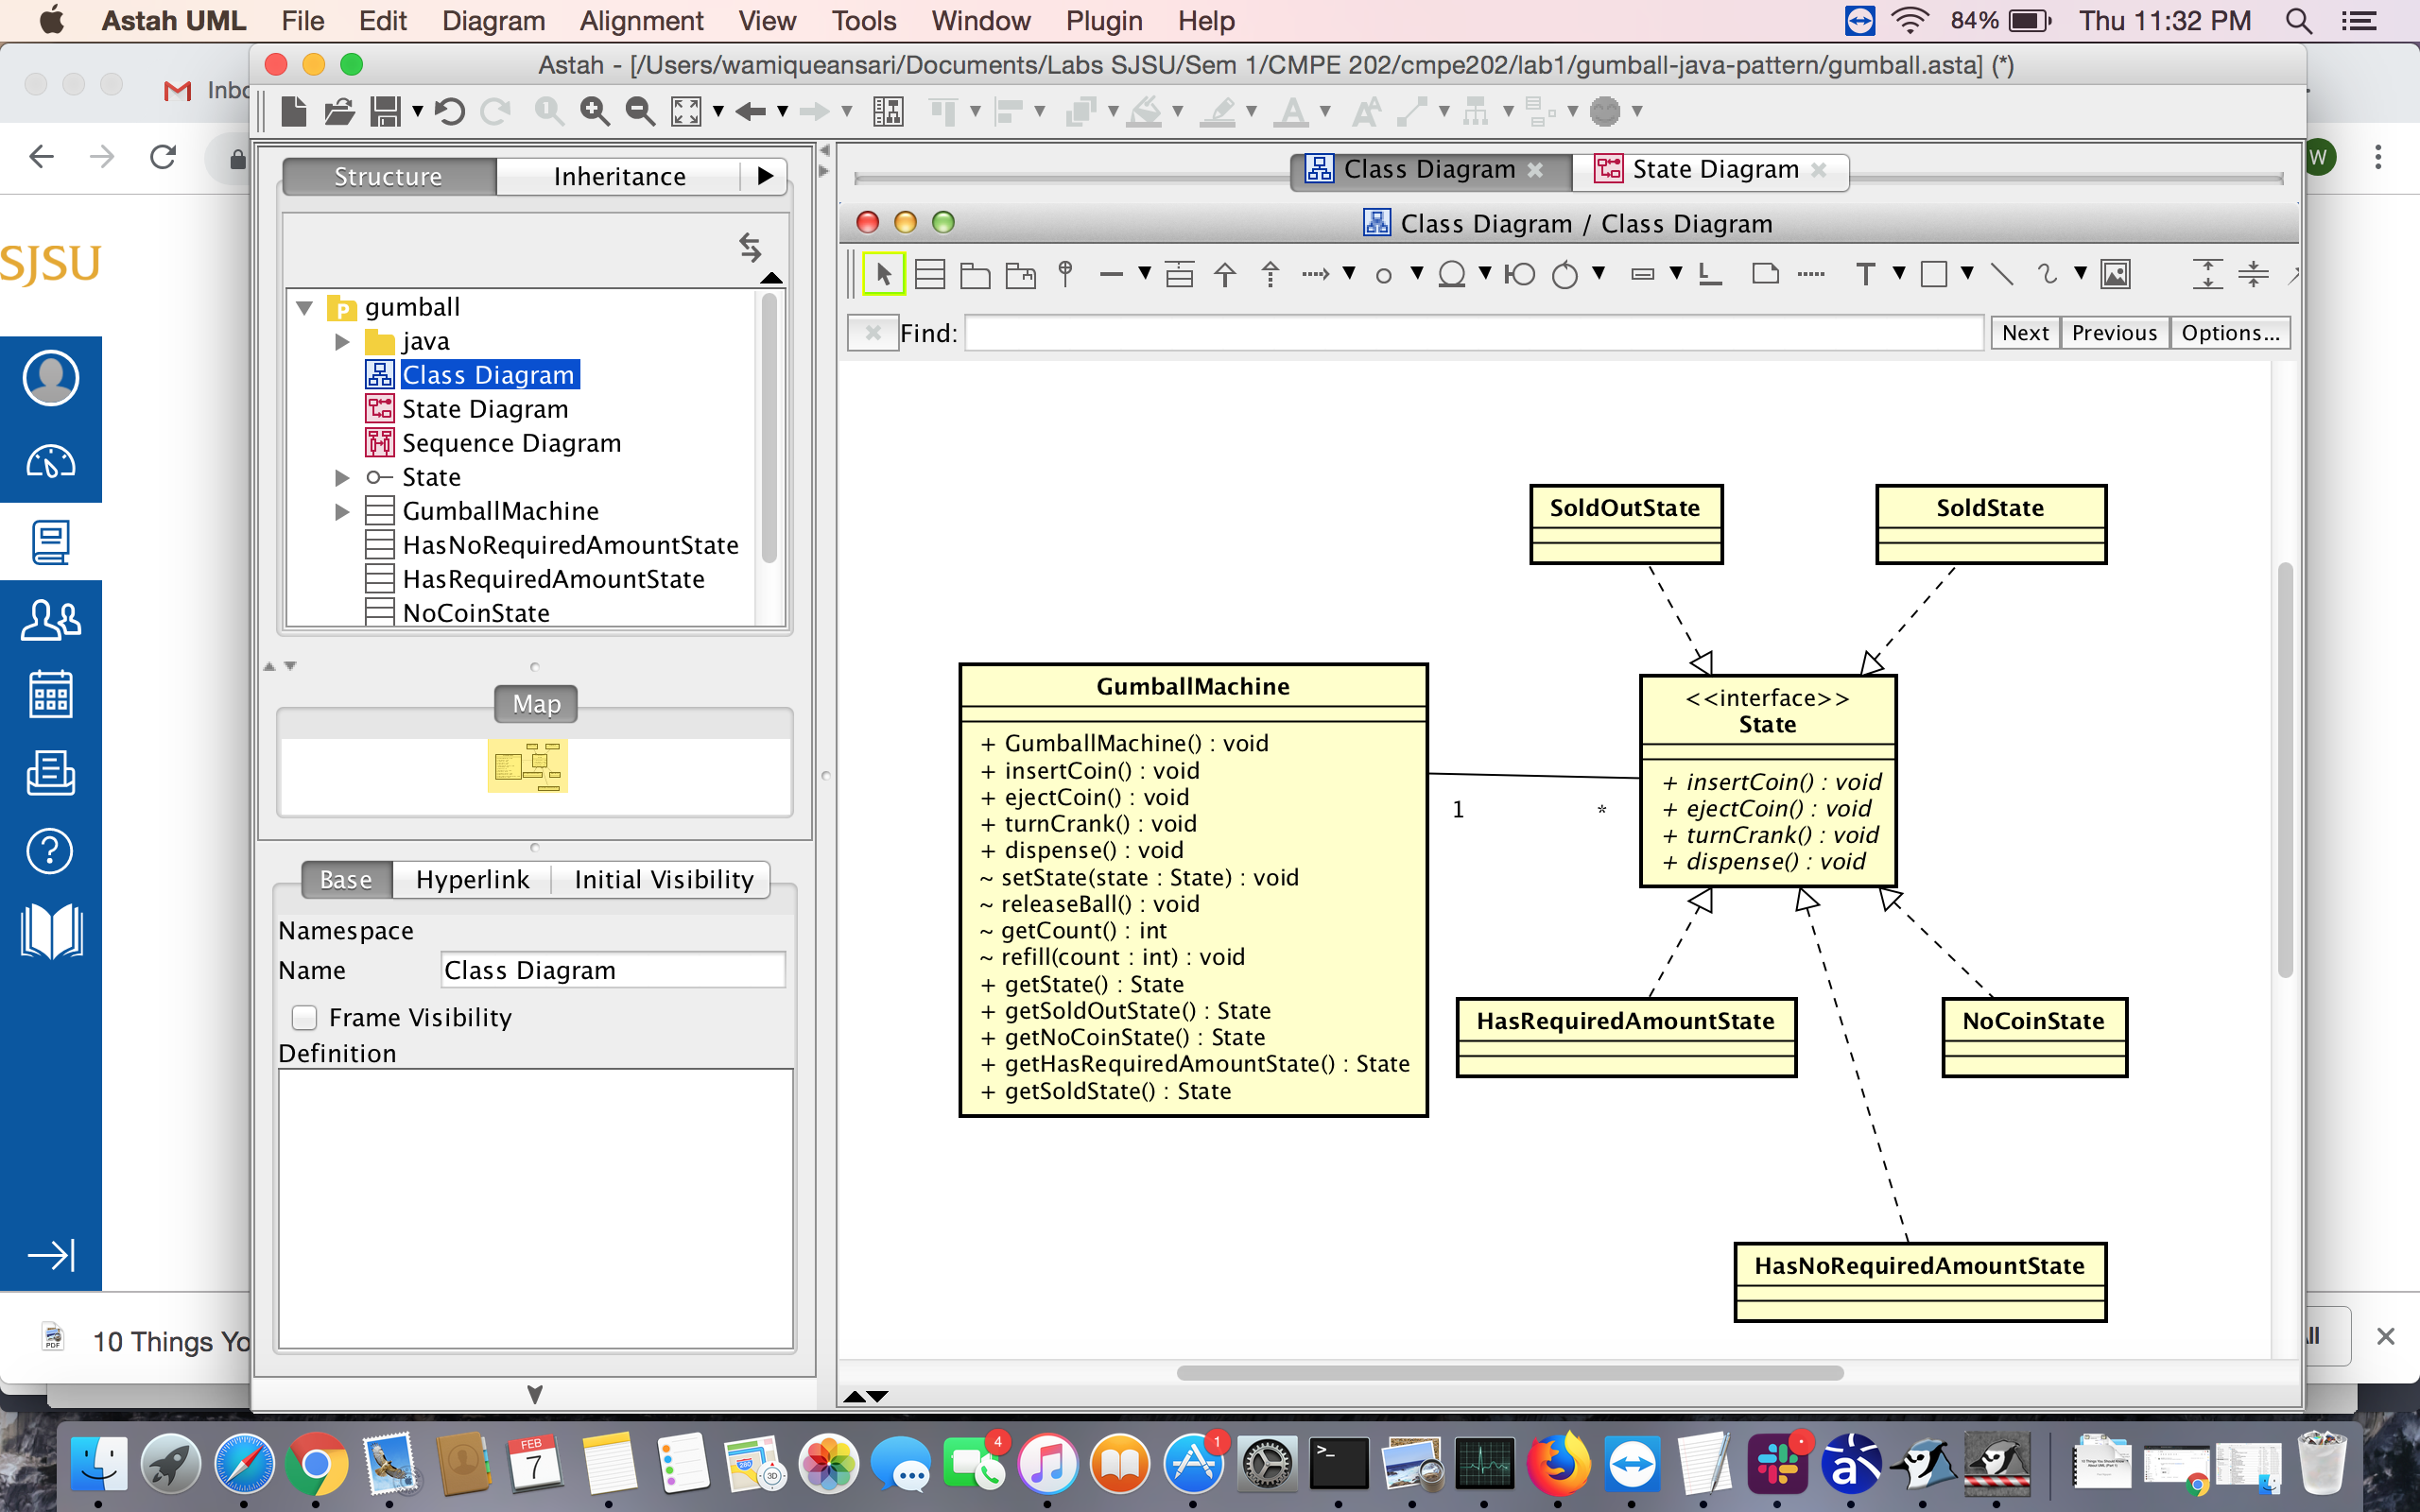 Astah UML File Edit Diagram Alignment View Tools Window Plugin Help 84% Thu 11:32 PM
Astah - [/Users/wamiqueansari/Documents/Labs SJSU/Sem 1/CMPE 202/cmpe202/lab1/gumball-java-pattern/gumball.asta] (*)
W
SJSU
Structure Inheritance
gumball
java
Class Diagram
State Diagram
Sequence Diagram
State
GumballMachine
HasNoRequiredAmountState
HasRequiredAmountState
NoCoinState
Map
Base Hyperlink Initial Visibility
Namespace
Name Class Diagram
Frame Visibility
Definition
Class Diagram State Diagram
Class Diagram / Class Diagram
Find: Next Previous Options...
SoldOutState
SoldState
GumballMachine
+ GumballMachine() : void
+ insertCoin() : void
+ ejectCoin() : void
+ turnCrank() : void
+ dispense() : void
~ setState(state : State) : void
~ releaseBall() : void
~ getCount() : int
~ refill(count : int) : void
+ getState() : State
+ getSoldOutState() : State
+ getNoCoinState() : State
+ getHasRequiredAmountState() : State
+ getSoldState() : State
1 *
<<interface>>
State
+ insertCoin() : void
+ ejectCoin() : void
+ turnCrank() : void
+ dispense() : void
HasRequiredAmountState
NoCoinState
HasNoRequiredAmountState
PDF
10 Things
FEB
7
3D
4
1